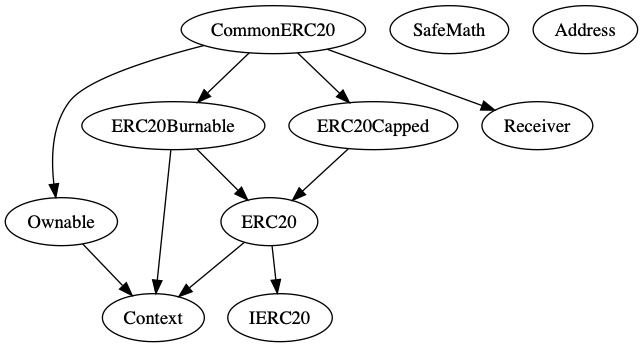 CommonERC20
SafeMath
Address
ERC20Burnable
ERC20Capped
Receiver
Ownable
ERC20
Context
IERC20